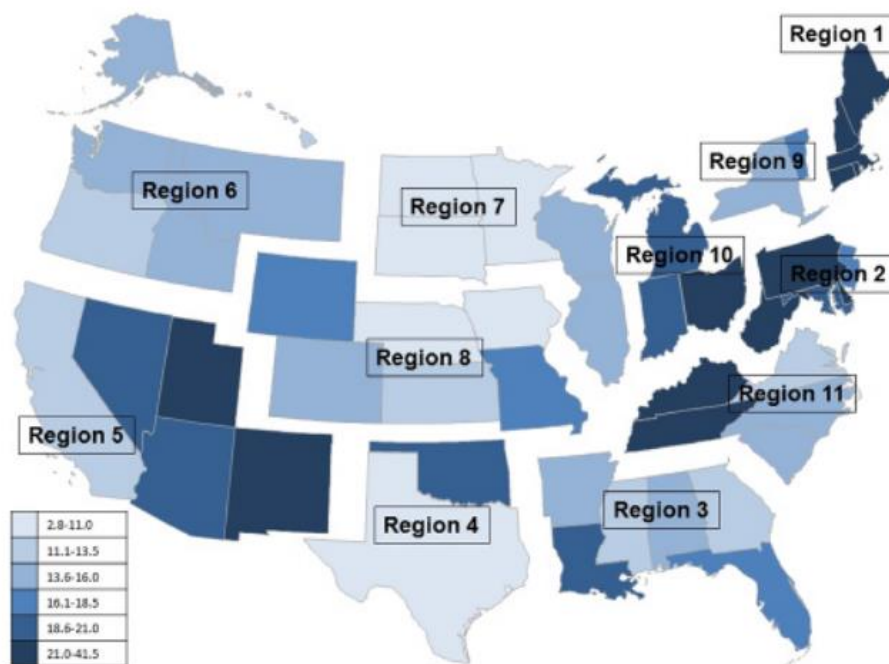 Region 1
Region 9
Region 6
Region 7
Region 10
Region 2
Region 8
Region 11
Region 5
Region 3
Region 4
2.8-11.0
11.1-13.5
13.6-16.0
16.1-18.5
18.6-21.0
21.0-41.5